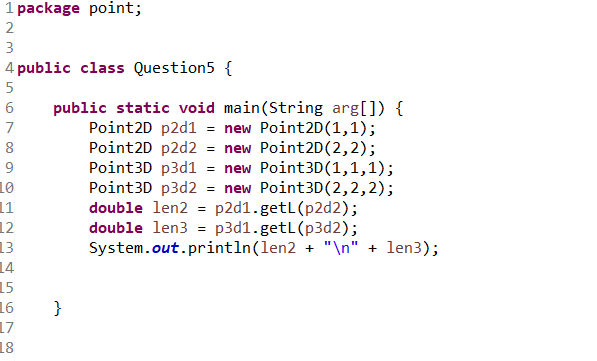 1 package point;
2
3
4 public class Question5 {
5
6     public static void main(String arg[]) {
7         Point2D p2d1 = new Point2D(1,1);
8         Point2D p2d2 = new Point2D(2,2);
9         Point3D p3d1 = new Point3D(1,1,1);
10         Point3D p3d2 = new Point3D(2,2,2);
11         double len2 = p2d1.getL(p2d2);
12         double len3 = p3d1.getL(p3d2);
13         System.out.println(len2 + "\n" + len3);
14
15
16     }
17
18